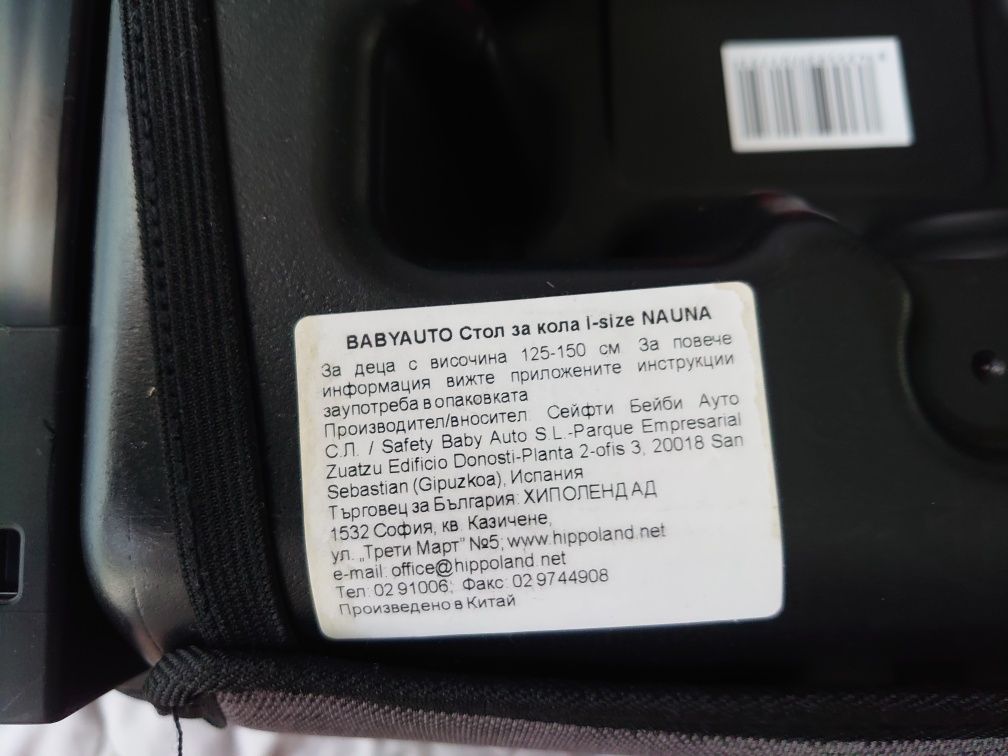 BABYAUTO Стол за кола I-size NAUNA
За деца с височина 125-150 см. За повече
информация вижте приложените инструкции
заупотреба в опаковката
Производител/вносител: Сейфти Бейби Ауто
С.Л. / Safety Baby Auto S.L.-Parque Empresarial
Zuatzu Edificio Donosti-Planta 2-ofis 3, 20018 San
Sebastian (Gipuzkoa), Испания
Търговец за България: ХИПОЛЕНД АД
1532 София, кв. Казичене,
ул. „Трети Март" №5; www.hippoland.net
e-mail: office@hippoland.net
Тел: 02 91006; Факс: 02 9744908
Произведено в Китай